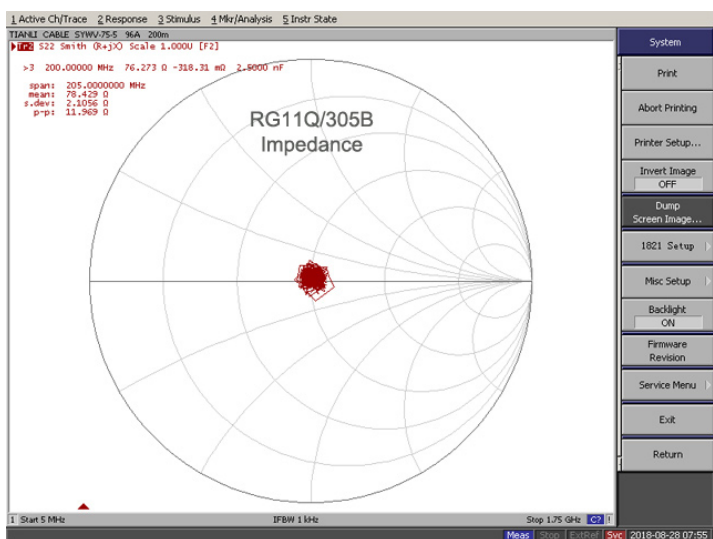 1 Active Ch/Trace 2 Response 3 Stimulus 4 Mkr/Analysis 5 Instr State
TIANLI CABLE SYWV-75-5 96A 200m
Tr2 S22 Smith (R+jX) Scale 1.000U [F2]
>3 200.00000 MHz 76.273 Ω -318.31 mΩ 2.5000 nF
span: 205.0000000 MHz
mean: 78.429 Ω
s.dev: 2.1056 Ω
p-p: 11.969 Ω
RG11Q/305B
Impedance
1 Start 5 MHz IFBW 1 kHz Stop 1.75 GHz C? !
Meas Stop ExtRef Svc 2018-08-28 07:55
System
Print
Abort Printing
Printer Setup...
Invert Image
OFF
Dump
Screen Image...
1821 Setup
Misc Setup
Backlight
ON
Firmware
Revision
Service Menu
Exit
Return